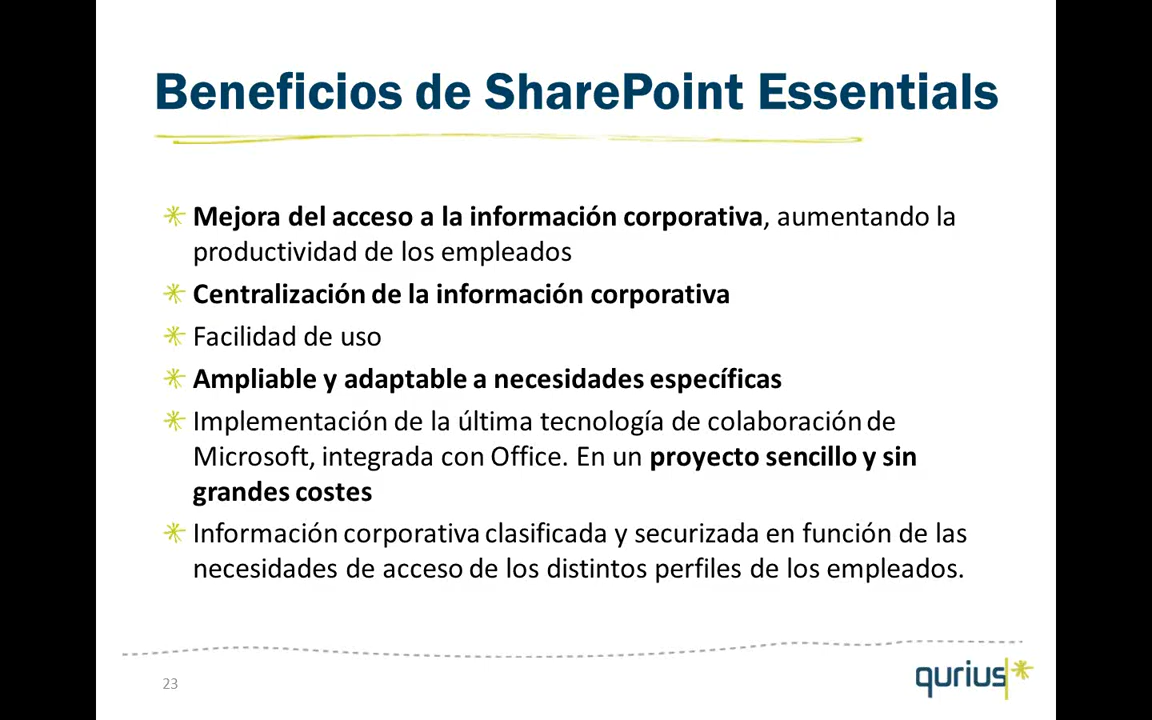 Beneficios de SharePoint Essentials
Mejora del acceso a la información corporativa, aumentando la
productividad de los empleados
Centralización de la información corporativa
Facilidad de uso
Ampliable y adaptable a necesidades específicas
Implementación de la última tecnología de colaboración de
Microsoft, integrada con Office. En un proyecto sencillo y sin
grandes costes
Información corporativa clasificada y securizada en función de las
necesidades de acceso de los distintos perfiles de los empleados.
23
qurius